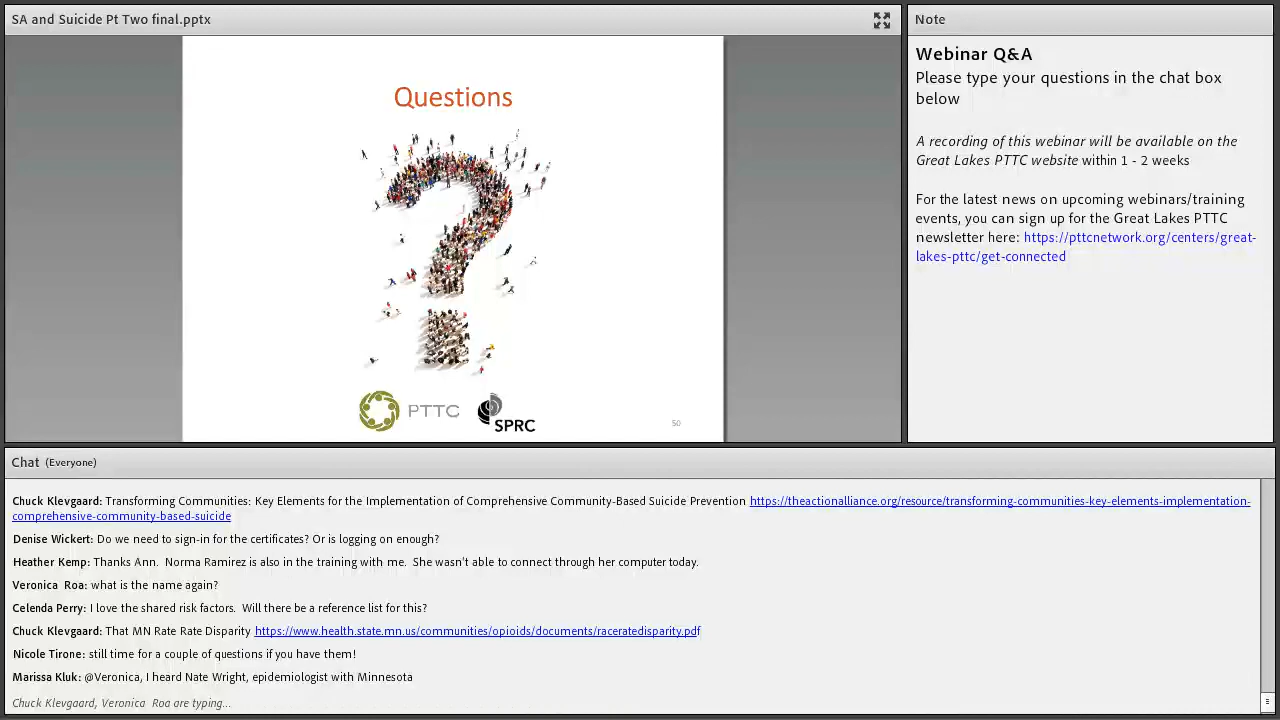 SA and Suicide Pt Two final.pptx
Questions
PTTC
SPRC
50
Note
Webinar Q&A
Please type your questions in the chat box
below
A recording of this webinar will be available on the
Great Lakes PTTC website within 1 - 2 weeks
For the latest news on upcoming webinars/training
events, you can sign up for the Great Lakes PTTC
newsletter here: https://pttcnetwork.org/centers/great-
lakes-pttc/get-connected
Chat (Everyone)
Chuck Klevgaard: Transforming Communities: Key Elements for the Implementation of Comprehensive Community-Based Suicide Prevention https://theactionalliance.org/resource/transforming-communities-key-elements-implementation-
comprehensive-community-based-suicide
Denise Wickert: Do we need to sign-in for the certificates? Or is logging on enough?
Heather Kemp: Thanks Ann.  Norma Ramirez is also in the training with me.  She wasn't able to connect through her computer today.
Veronica  Roa: what is the name again?
Celenda Perry: I love the shared risk factors.  Will there be a reference list for this?
Chuck Klevgaard: That MN Rate Rate Disparity https://www.health.state.mn.us/communities/opioids/documents/raceratedisparity.pdf
Nicole Tirone: still time for a couple of questions if you have them!
Marissa Kluk: @Veronica, I heard Nate Wright, epidemiologist with Minnesota
Chuck Klevgaard, Veronica  Roa are typing...